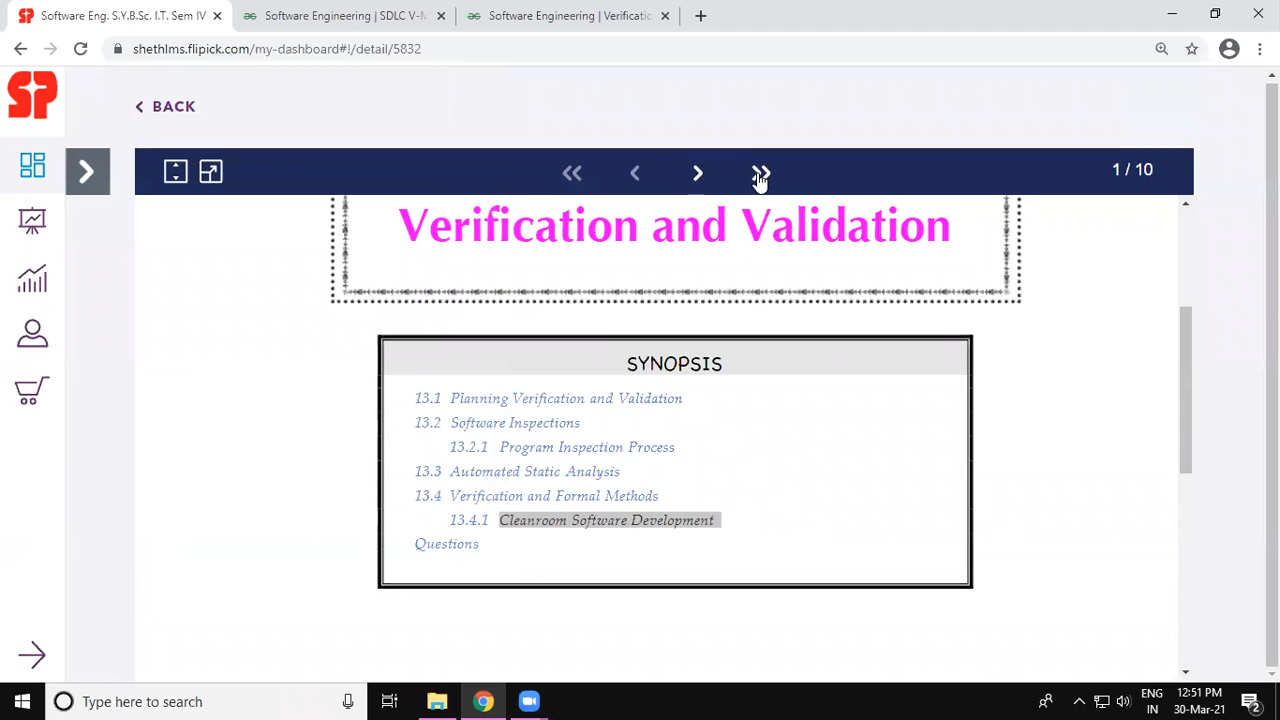 Software Eng. S.Y.B.Sc. I.T. Sem IV
Software Engineering | SDLC V-M
Software Engineering | Verificatio
shethlms.flipick.com/my-dashboard#!/detail/5832
SP
BACK
1 / 10
Verification and Validation
SYNOPSIS
13.1 Planning Verification and Validation
13.2 Software Inspections
13.2.1 Program Inspection Process
13.3 Automated Static Analysis
13.4 Verification and Formal Methods
13.4.1 Cleanroom Software Development
Questions
Type here to search
ENG
IN
12:51 PM
30-Mar-21
2